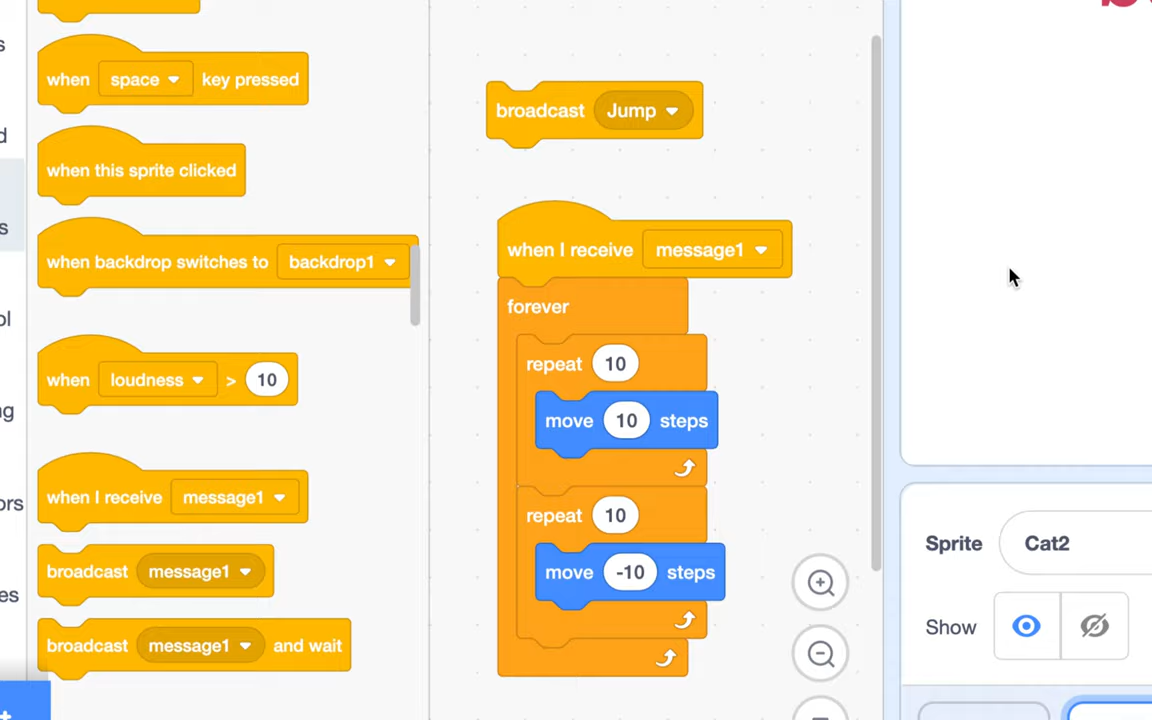 when space key pressed
when this sprite clicked
when backdrop switches to backdrop1
when loudness > 10
when I receive message1
broadcast message1
broadcast message1 and wait
broadcast Jump
when I receive message1
forever
repeat 10
move 10 steps
repeat 10
move -10 steps
Sprite Cat2
Show